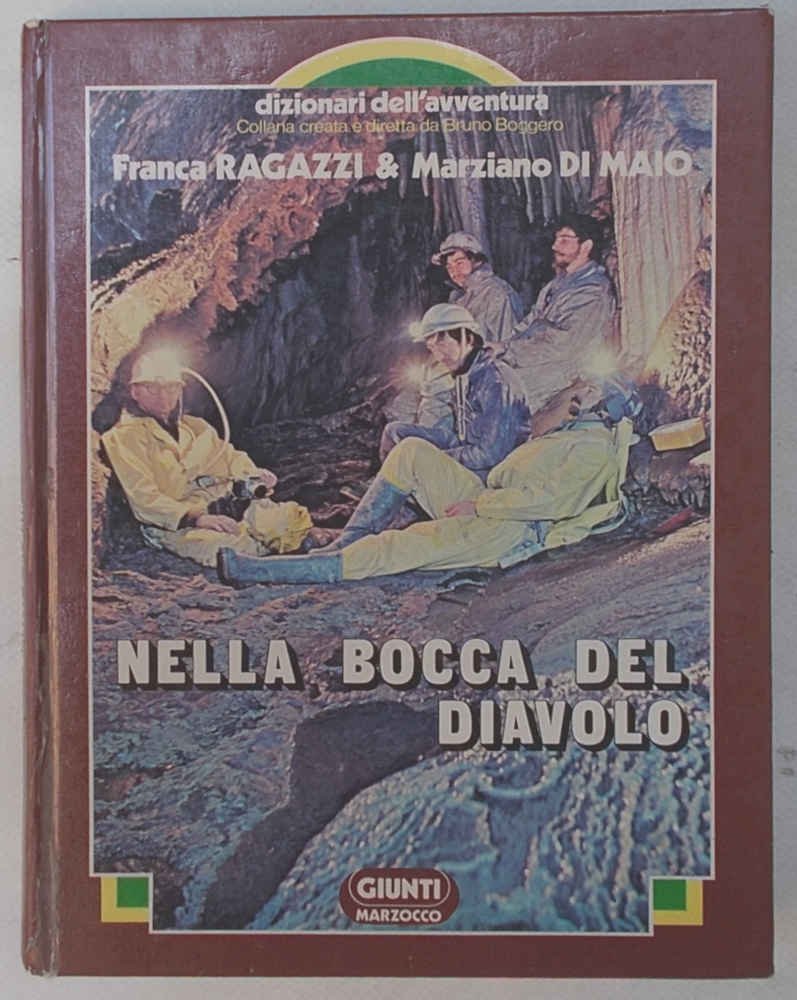 dizionari dell'avventura
Collana creata e diretta da Bruno Boggero
Franca RAGAZZI & Marziano DI MAIO
NELLA BOCCA DEL
DIAVOLO
GIUNTI
MARZOCCO